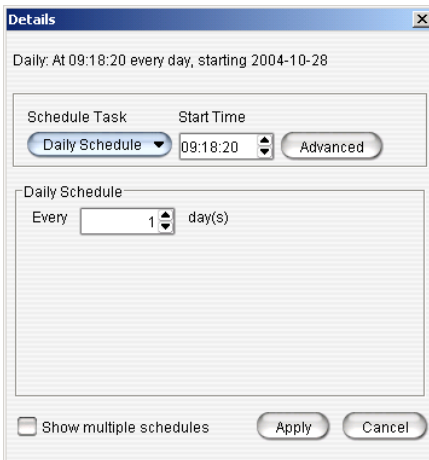 Details
Daily: At 09:18:20 every day, starting 2004-10-28
Schedule Task Start Time
Daily Schedule 09:18:20 Advanced
Daily Schedule
Every 1 day(s)
Show multiple schedules Apply Cancel